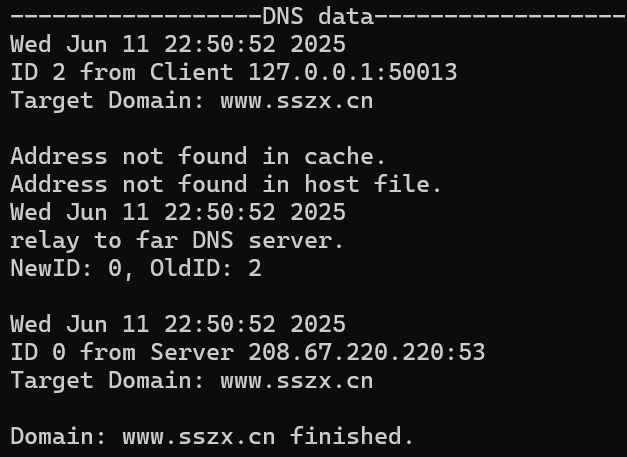 ------------------DNS data------------------
Wed Jun 11 22:50:52 2025
ID 2 from Client 127.0.0.1:50013
Target Domain: www.sszx.cn
Address not found in cache.
Address not found in host file.
Wed Jun 11 22:50:52 2025
relay to far DNS server.
NewID: 0, OldID: 2
Wed Jun 11 22:50:52 2025
ID 0 from Server 208.67.220.220:53
Target Domain: www.sszx.cn
Domain: www.sszx.cn finished.